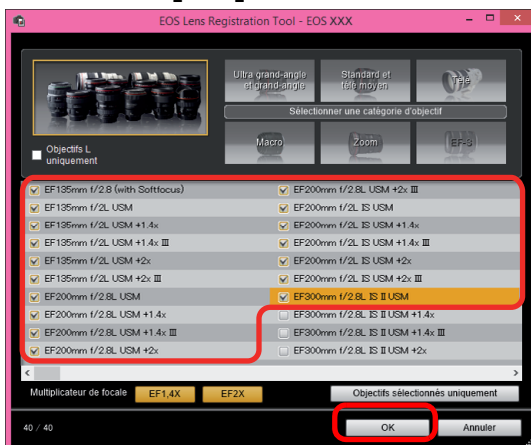 EOS Lens Registration Tool - EOS XXX
Ultra grand-angle
et grand-angle
Standard et
télé moyen
Télé
Sélectionner une catégorie d'objectif
Macro
Zoom
EF-S
Objectifs L
uniquement
EF135mm f/2.8 (with Softfocus)
EF135mm f/2L USM
EF135mm f/2L USM +1.4x
EF135mm f/2L USM +1.4x III
EF135mm f/2L USM +2x
EF135mm f/2L USM +2x III
EF200mm f/2.8L USM
EF200mm f/2.8L USM +1.4x
EF200mm f/2.8L USM +1.4x III
EF200mm f/2.8L USM +2x
EF200mm f/2.8L USM +2x III
EF200mm f/2L IS USM
EF200mm f/2L IS USM +1.4x
EF200mm f/2L IS USM +1.4x III
EF200mm f/2L IS USM +2x
EF200mm f/2L IS USM +2x III
EF300mm f/2.8L IS II USM
EF300mm f/2.8L IS II USM +1.4x
EF300mm f/2.8L IS II USM +1.4x III
EF300mm f/2.8L IS II USM +2x
Multiplicateur de focale EF1,4X EF2X Objectifs sélectionnés uniquement
40 / 40 OK Annuler